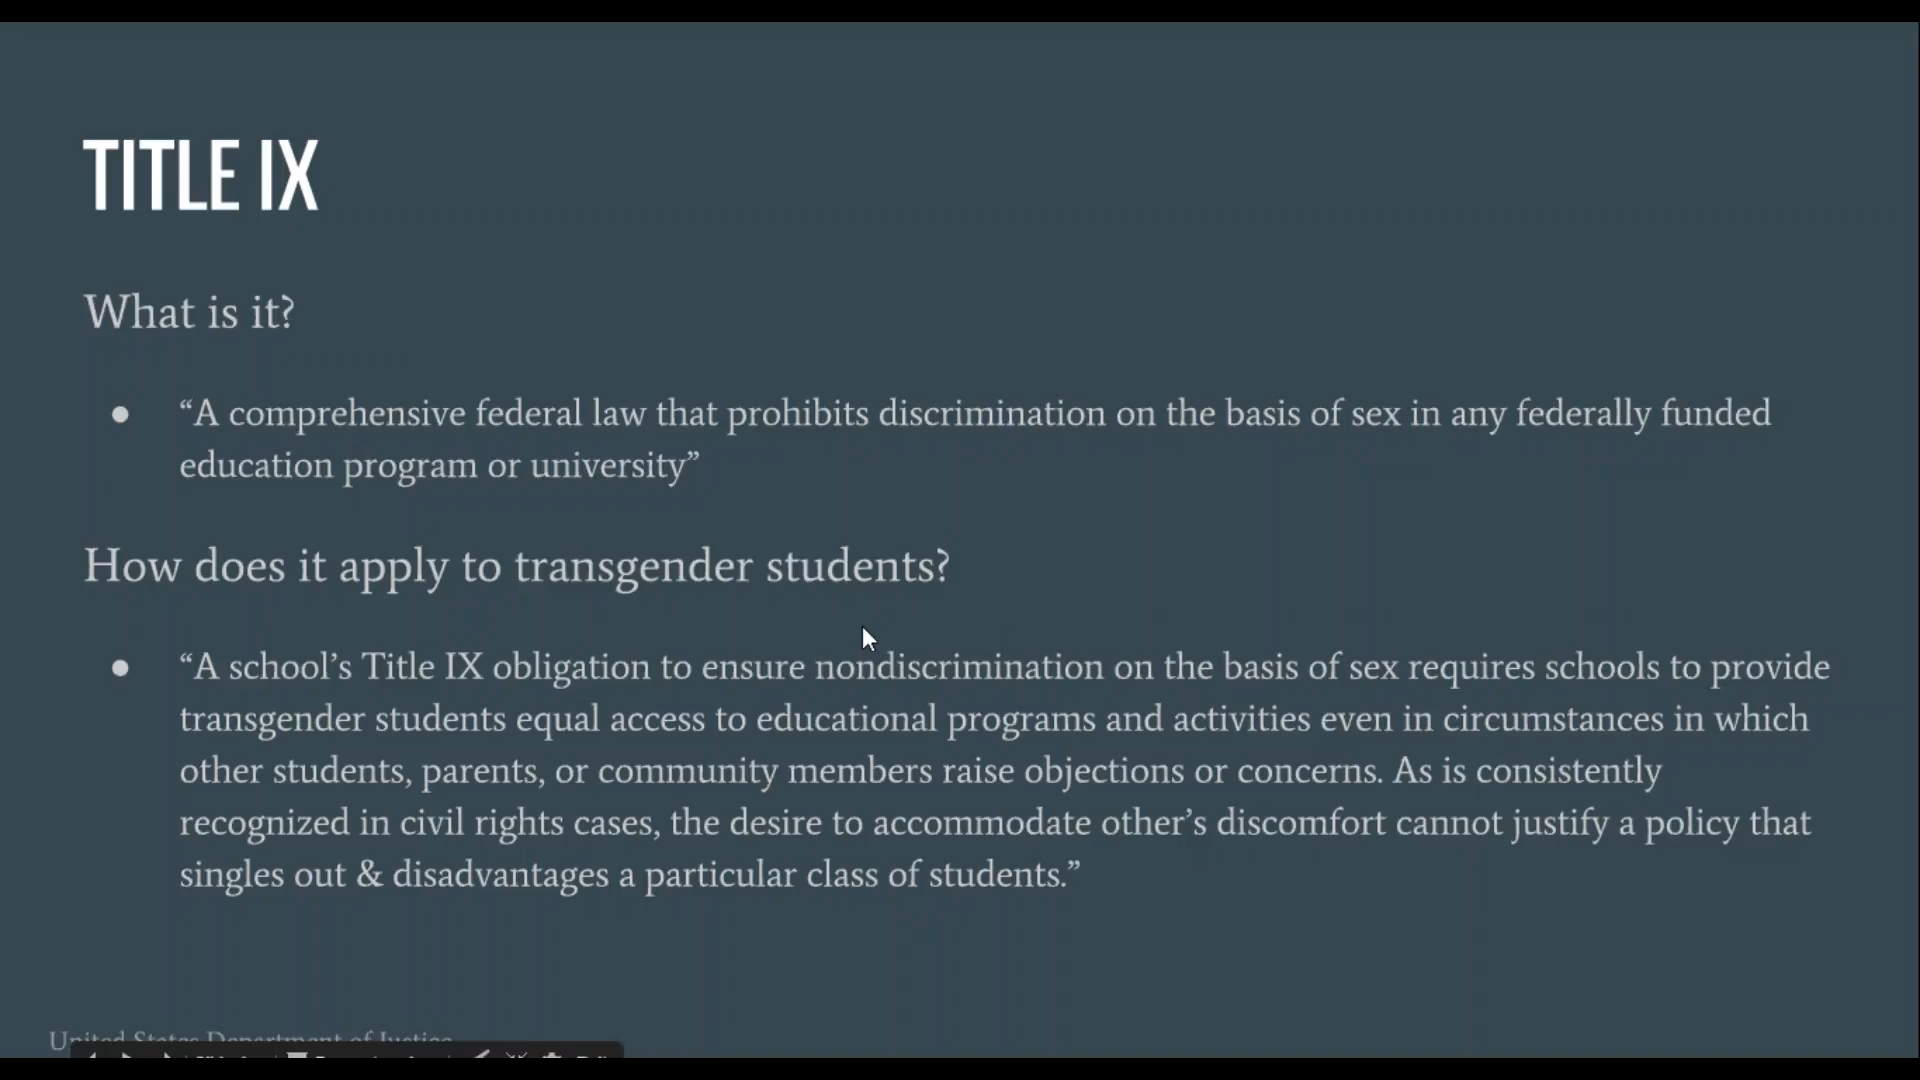 TITLE IX
What is it?
● “A comprehensive federal law that prohibits discrimination on the basis of sex in any federally funded
education program or university”
How does it apply to transgender students?
● “A school’s Title IX obligation to ensure nondiscrimination on the basis of sex requires schools to provide
transgender students equal access to educational programs and activities even in circumstances in which
other students, parents, or community members raise objections or concerns. As is consistently
recognized in civil rights cases, the desire to accommodate other’s discomfort cannot justify a policy that
singles out & disadvantages a particular class of students.”
United States Department of Justice